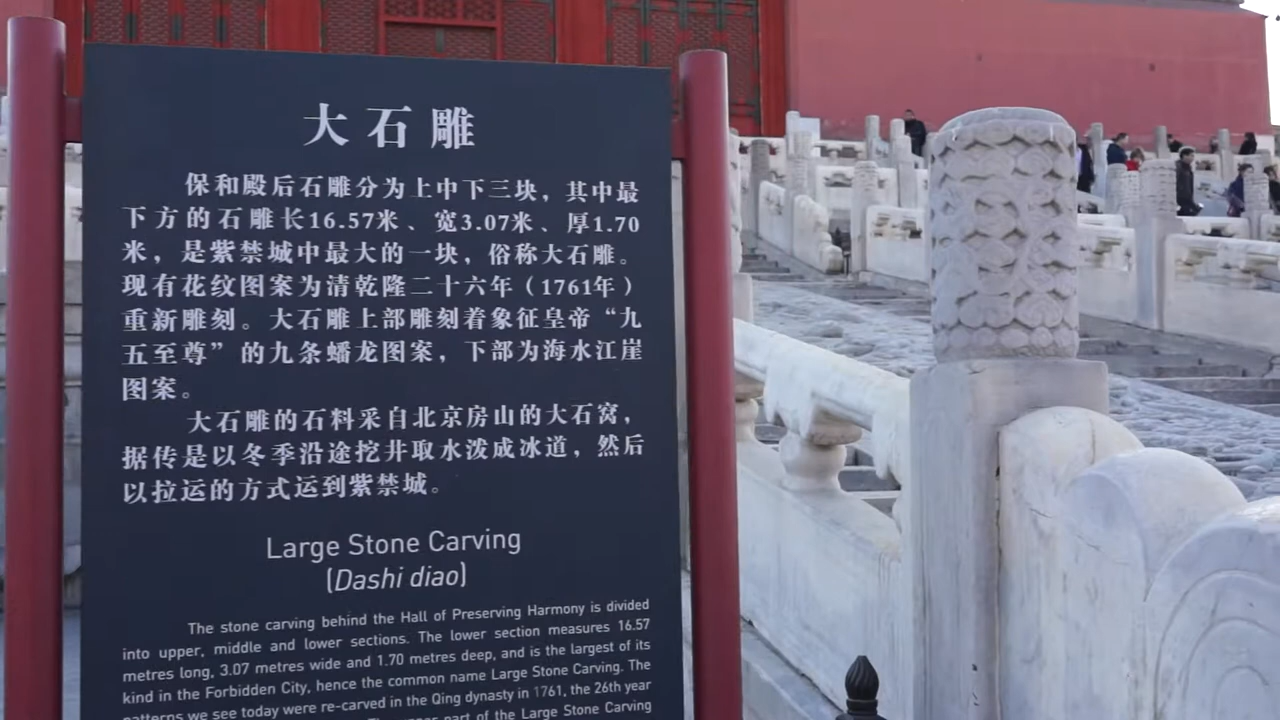 大石雕
保和殿后石雕分为上中下三块，其中最
下方的石雕长16.57米、宽3.07米、厚1.70
米，是紫禁城中最大的一块，俗称大石雕。
现有花纹图案为清乾隆二十六年（1761年）
重新雕刻。大石雕上部雕刻着象征皇帝“九
五至尊”的九条蟠龙图案，下部为海水江崖
图案。
大石雕的石料采自北京房山的大石窝，
据传是以冬季沿途挖井取水泼成冰道，然后
以拉运的方式运到紫禁城。
Large Stone Carving
(Dashi diao)
The stone carving behind the Hall of Preserving Harmony is divided
into upper, middle and lower sections. The lower section measures 16.57
metres long, 3.07 metres wide and 1.70 metres deep, and is the largest of its
kind in the Forbidden City, hence the common name Large Stone Carving. The
patterns we see today were re-carved in the Qing dynasty in 1761, the 26th year
part of the Large Stone Carving